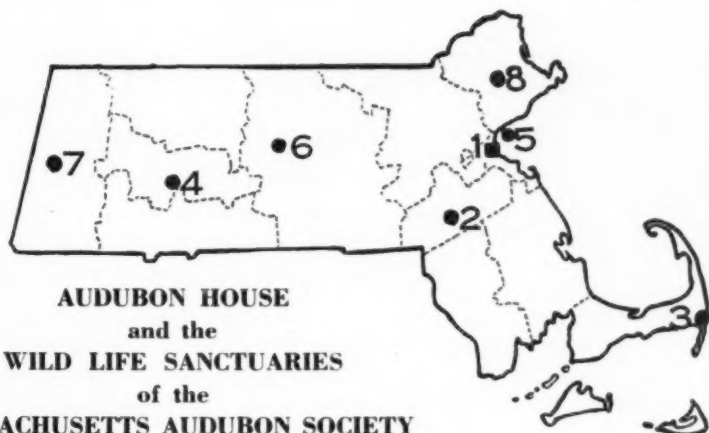 8
5
1
6
7
4
2
3
AUDUBON HOUSE
and the
WILD LIFE SANCTUARIES
of the
ACHUSETTS AUDUBON SOCIETY